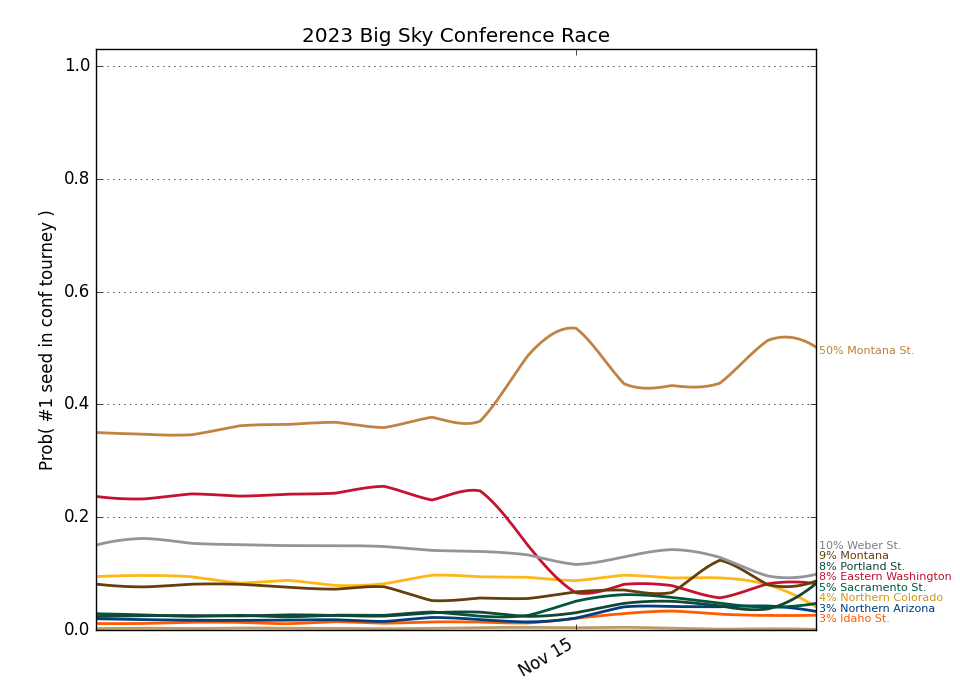 2023 Big Sky Conference Race
Prob( #1 seed in conf tourney )
1.0
0.8
0.6
0.4
0.2
0.0
Nov 15
50% Montana St.
10% Weber St.
9% Montana
8% Portland St.
8% Eastern Washington
5% Sacramento St.
4% Northern Colorado
3% Northern Arizona
3% Idaho St.